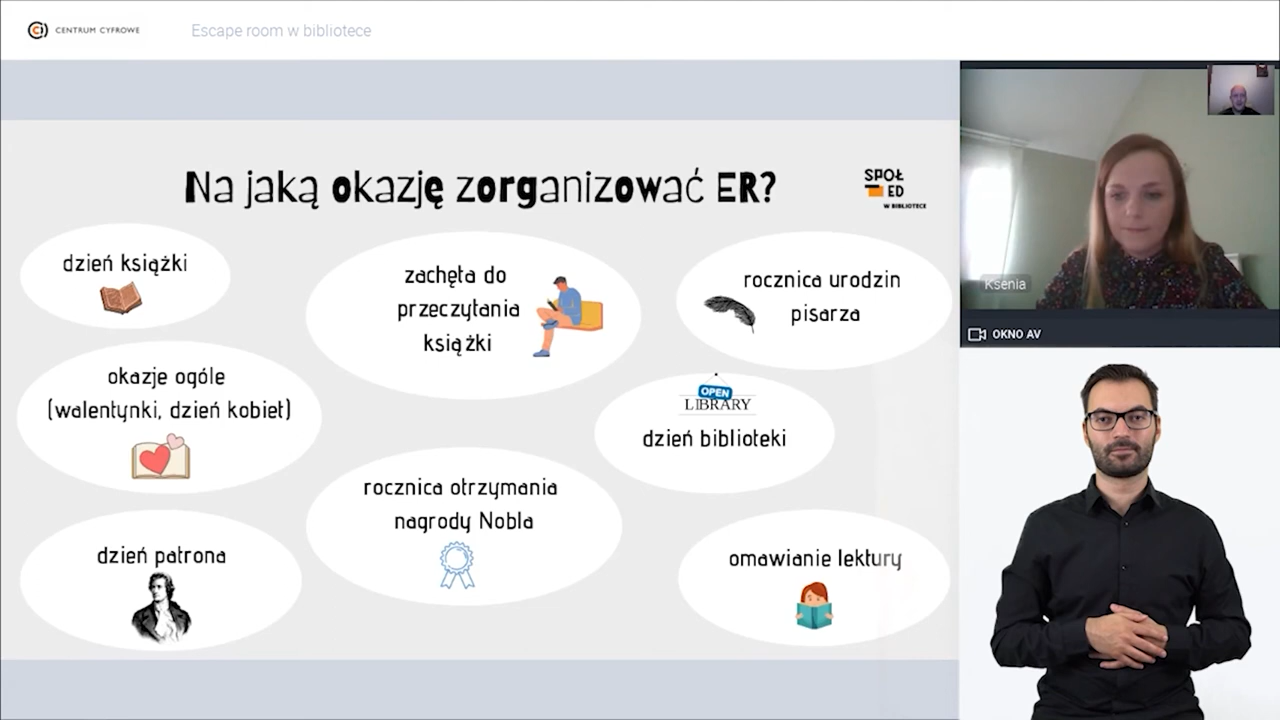 CENTRUM CYFROWE
Escape room w bibliotece
Na jaką okazję zorganizować ER?
SPOŁ
ED
W BIBLIOTECE
dzień książki
zachęta do
przeczytania
książki
rocznica urodzin
pisarza
okazje ogóle
(walentynki, dzień kobiet)
OPEN
LIBRARY
dzień biblioteki
rocznica otrzymania
nagrody Nobla
dzień patrona
omawianie lektury
Ksenia
OKNO AV